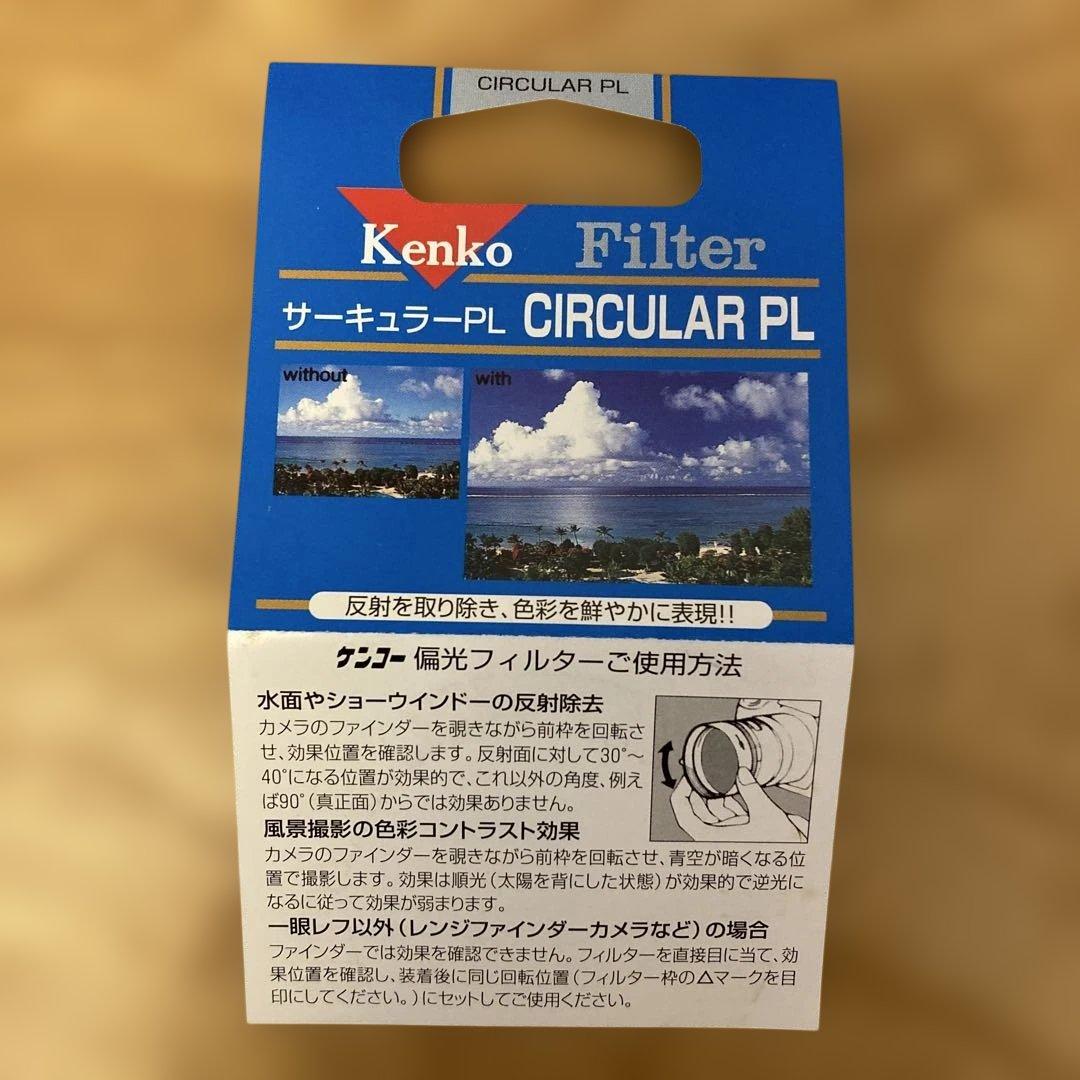 CIRCULAR PL
Kenko Filter
サーキュラーPL CIRCULAR PL
without
with
反射を取り除き、色彩を鮮やかに表現!!
ケンコー 偏光フィルターご使用方法
水面やショーウインドーの反射除去
カメラのファインダーを覗きながら前枠を回転さ
せ、効果位置を確認します。反射面に対して30°〜
40°になる位置が効果的で、これ以外の角度、例え
ば90°(真正面)からでは効果ありません。
風景撮影の色彩コントラスト効果
カメラのファインダーを覗きながら前枠を回転させ、青空が暗くなる位
置で撮影します。効果は順光(太陽を背にした状態)が効果的で逆光に
なるに従って効果が弱まります。
一眼レフ以外(レンジファインダーカメラなど)の場合
ファインダーでは効果を確認できません。フィルターを直接目に当て、効
果位置を確認し、装着後に同じ回転位置(フィルター枠の△マークを目
印にしてください。)にセットしてご使用ください。